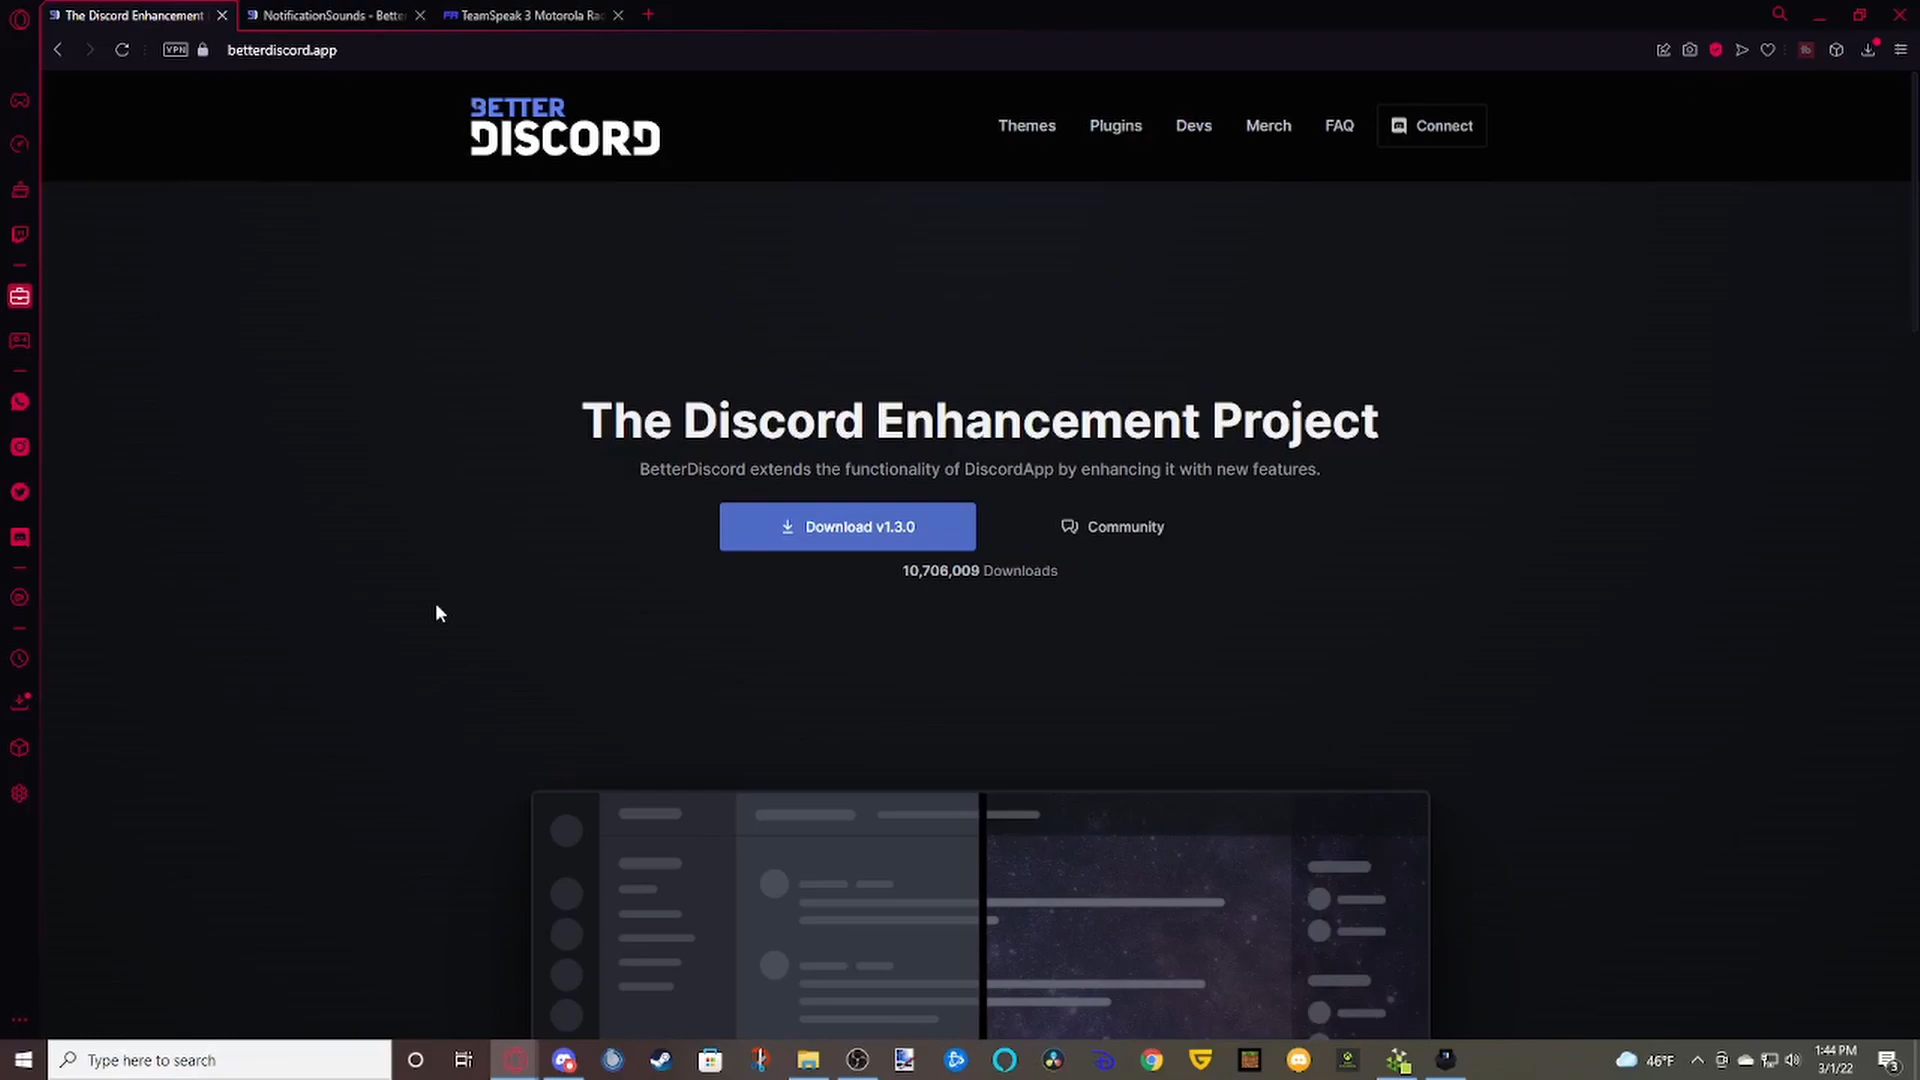 The Discord Enhancement
NotificationSounds - Bette
TeamSpeak 3 Motorola Ra
VPN
betterdiscord.app
BETTER
DISCORD
Themes
Plugins
Devs
Merch
FAQ
Connect
The Discord Enhancement Project
BetterDiscord extends the functionality of DiscordApp by enhancing it with new features.
Download v1.3.0
Community
10,706,009 Downloads
Type here to search
46°F
1:44 PM
3/1/22
3